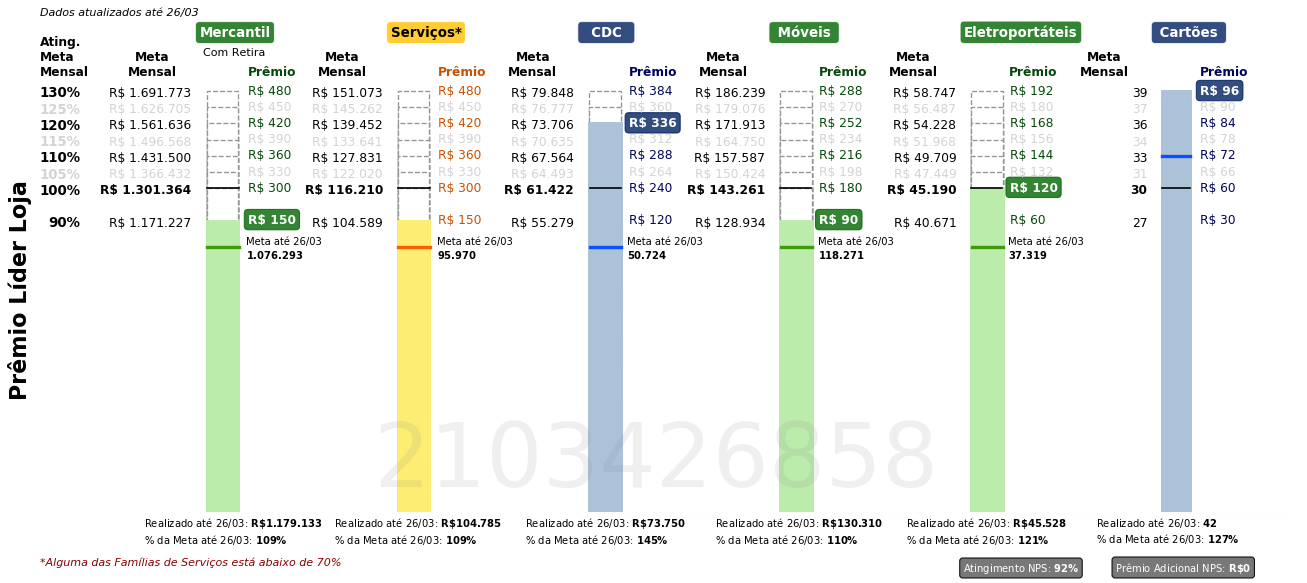 Dados atualizados até 26/03
Mercantil Serviços* CDC Móveis Eletroportáteis Cartões
Com Retira
Ating. Meta Mensal Meta Mensal Prêmio Meta Mensal Prêmio Meta Mensal Prêmio Meta Mensal Prêmio Meta Mensal Prêmio Meta Mensal Prêmio
130% R$ 1.691.773 R$ 480 R$ 151.073 R$ 480 R$ 79.848 R$ 384 R$ 186.239 R$ 288 R$ 58.747 R$ 192 39 R$ 96
125% R$ 1.626.705 R$ 450 R$ 145.262 R$ 450 R$ 76.777 R$ 360 R$ 179.076 R$ 270 R$ 56.487 R$ 180 37 R$ 90
120% R$ 1.561.636 R$ 420 R$ 139.452 R$ 420 R$ 73.706 R$ 336 R$ 171.913 R$ 252 R$ 54.228 R$ 168 36 R$ 84
115% R$ 1.496.568 R$ 390 R$ 133.641 R$ 390 R$ 70.635 R$ 312 R$ 164.750 R$ 234 R$ 51.968 R$ 156 34 R$ 78
110% R$ 1.431.500 R$ 360 R$ 127.831 R$ 360 R$ 67.564 R$ 288 R$ 157.587 R$ 216 R$ 49.709 R$ 144 33 R$ 72
105% R$ 1.366.432 R$ 330 R$ 122.020 R$ 330 R$ 64.493 R$ 264 R$ 150.424 R$ 198 R$ 47.449 R$ 132 31 R$ 66
100% R$ 1.301.364 R$ 300 R$ 116.210 R$ 300 R$ 61.422 R$ 240 R$ 143.261 R$ 180 R$ 45.190 R$ 120 30 R$ 60
90% R$ 1.171.227 R$ 150 R$ 104.589 R$ 150 R$ 55.279 R$ 120 R$ 128.934 R$ 90 R$ 40.671 R$ 60 27 R$ 30
Meta até 26/03 Meta até 26/03 Meta até 26/03 Meta até 26/03 Meta até 26/03
1.076.293 95.970 50.724 118.271 37.319
Prêmio Líder Loja
2103426858
Realizado até 26/03: R$1.179.133 Realizado até 26/03: R$104.785 Realizado até 26/03: R$73.750 Realizado até 26/03: R$130.310 Realizado até 26/03: R$45.528 Realizado até 26/03: 42
% da Meta até 26/03: 109% % da Meta até 26/03: 109% % da Meta até 26/03: 145% % da Meta até 26/03: 110% % da Meta até 26/03: 121% % da Meta até 26/03: 127%
*Alguma das Famílias de Serviços está abaixo de 70%
Atingimento NPS: 92% Prêmio Adicional NPS: R$0